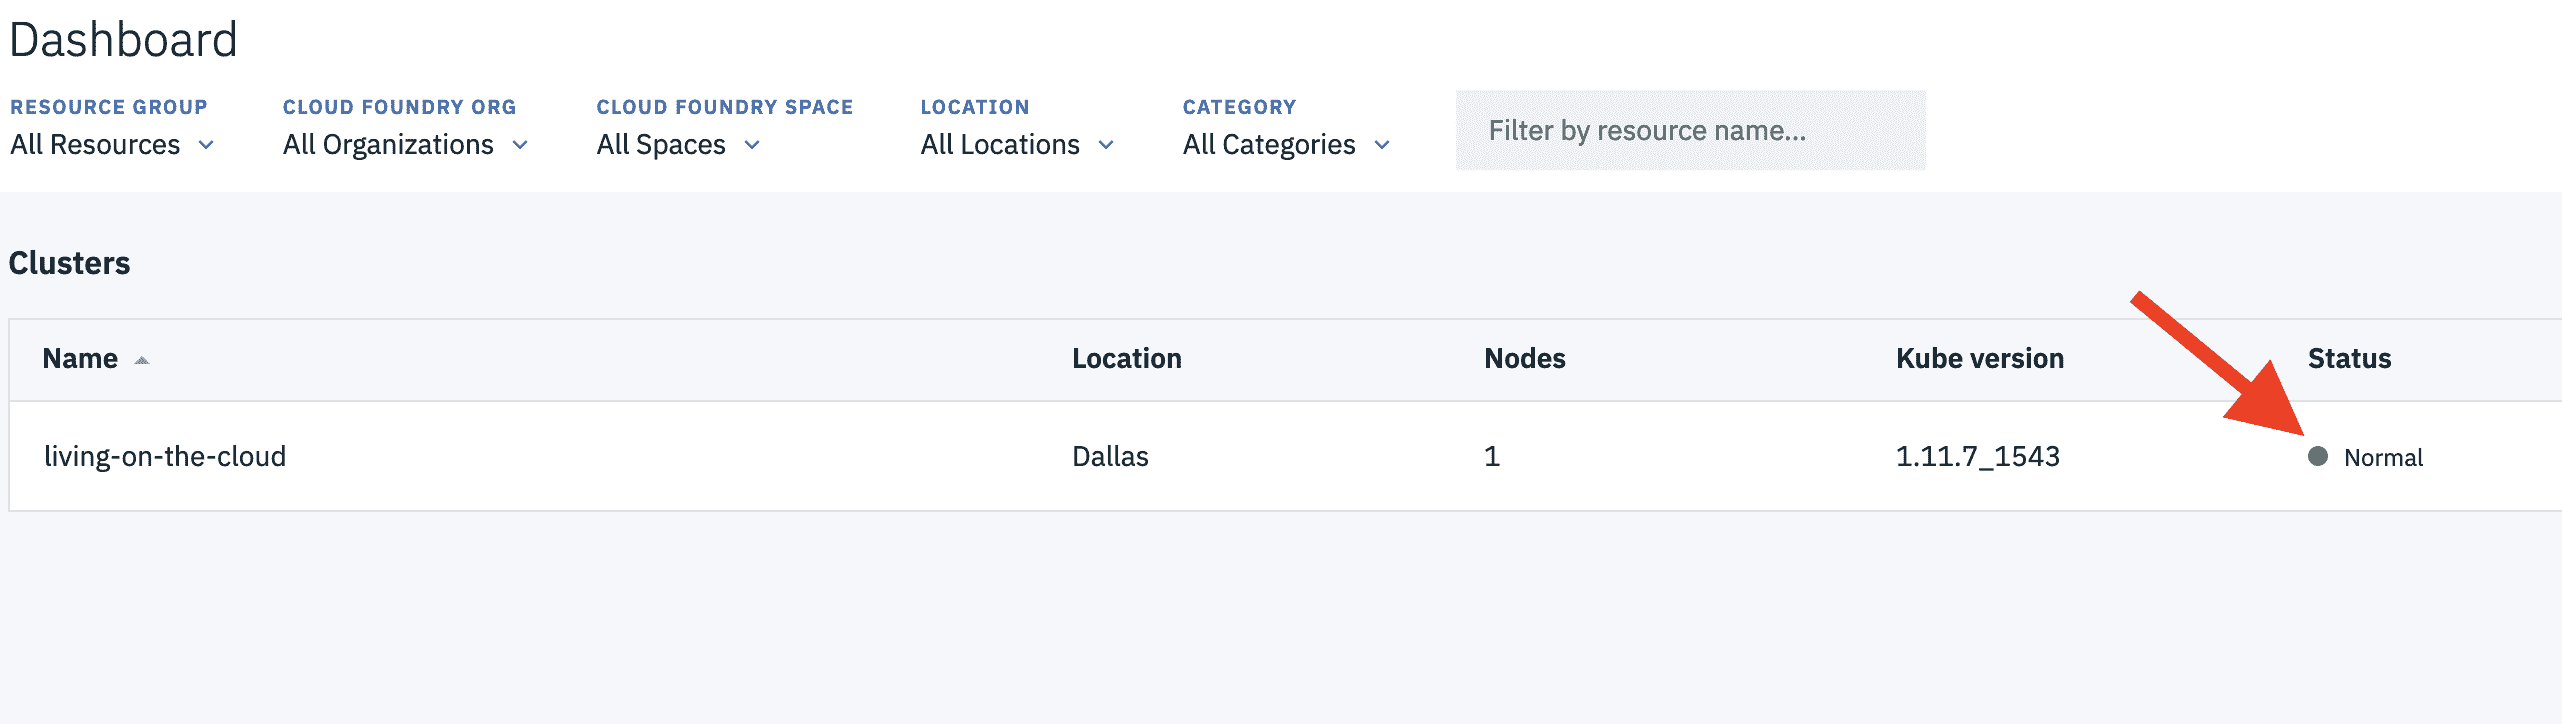 Dashboard
RESOURCE GROUP CLOUD FOUNDRY ORG CLOUD FOUNDRY SPACE LOCATION CATEGORY
All Resources All Organizations All Spaces All Locations All Categories Filter by resource name...
Clusters
Name Location Nodes Kube version Status
living-on-the-cloud Dallas 1 1.11.7_1543 Normal